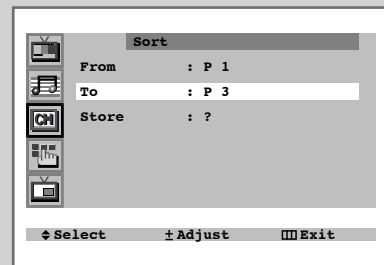 Sort
From : P 1
To : P 3
CH
Store : ?
Select ± Adjust Exit